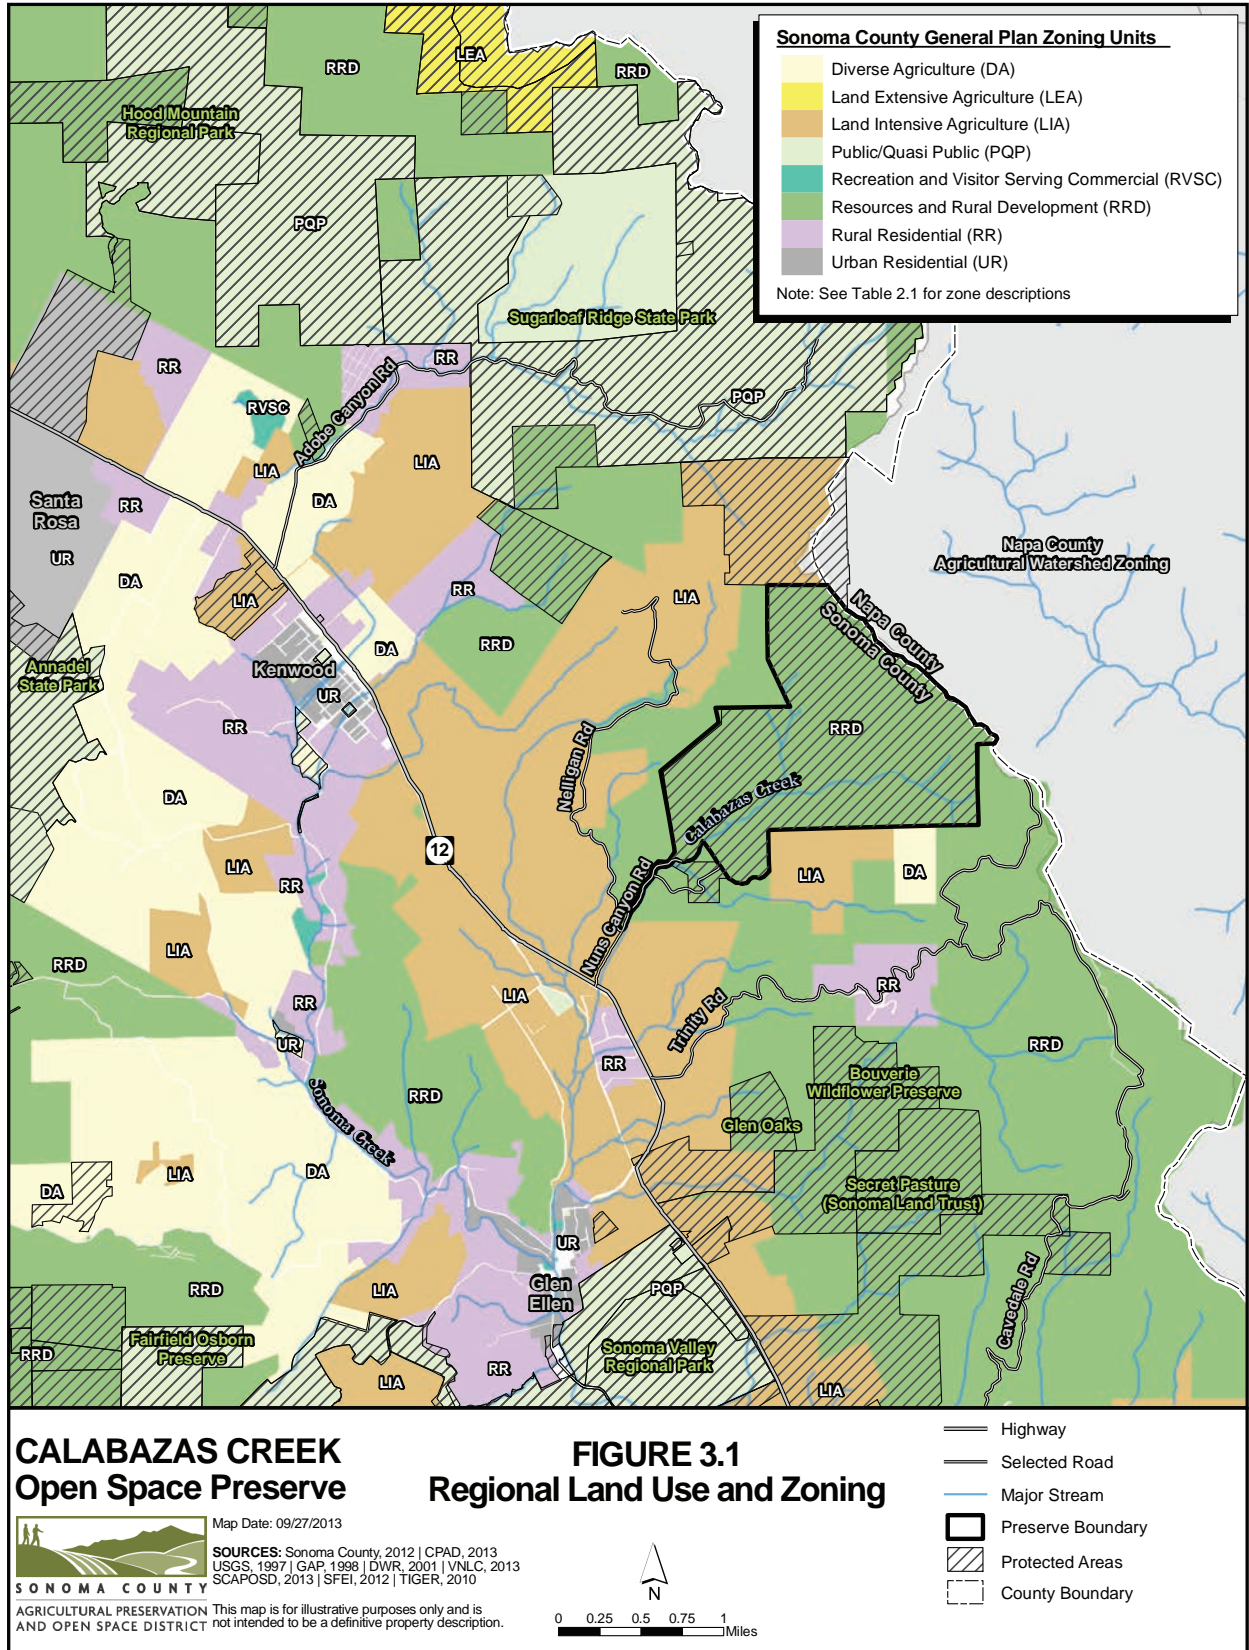 Sonoma County General Plan Zoning Units
Diverse Agriculture (DA)
Land Extensive Agriculture (LEA)
Land Intensive Agriculture (LIA)
Public/Quasi Public (PQP)
Recreation and Visitor Serving Commercial (RVSC)
Resources and Rural Development (RRD)
Rural Residential (RR)
Urban Residential (UR)
Note: See Table 2.1 for zone descriptions
LEA
RRD
RRD
Hood Mountain
Regional Park
PQP
Sugarloaf Ridge State Park
RR
RR
Adobe Canyon Rd
PQP
RVSC
LIA
LIA
DA
Santa
Rosa
UR
RR
DA
LIA
RR
LIA
Napa County
Agricultural Watershed Zoning
Napa County
Sonoma County
RRD
DA
Kenwood
UR
Annadel
State Park
RR
RRD
Nelligan Rd
Calabazas Creek
DA
12
LIA
RR
LIA
DA
Nuns Canyon Rd
LIA
RRD
RR
LIA
RR
Trinity Rd
UR
RR
RRD
Bouverie
Wildflower Preserve
RRD
Glen Oaks
Sonoma Creek
DA
LIA
DA
Secret Pasture
(Sonoma Land Trust)
UR
Glen
Ellen
PQP
Cavedale Rd
RRD
LIA
Fairfield Osborn
Preserve
RRD
Sonoma Valley
Regional Park
RR
LIA
LIA
CALABAZAS CREEK
Open Space Preserve
FIGURE 3.1
Regional Land Use and Zoning
Map Date: 09/27/2013
SOURCES: Sonoma County, 2012 | CPAD, 2013
USGS, 1997 | GAP, 1998 | DWR, 2001 | VNLC, 2013
SCAPOSD, 2013 | SFEI, 2012 | TIGER, 2010
This map is for illustrative purposes only and is
not intended to be a definitive property description.
SONOMA COUNTY
AGRICULTURAL PRESERVATION
AND OPEN SPACE DISTRICT
N
0 0.25 0.5 0.75 1
Miles
Highway
Selected Road
Major Stream
Preserve Boundary
Protected Areas
County Boundary